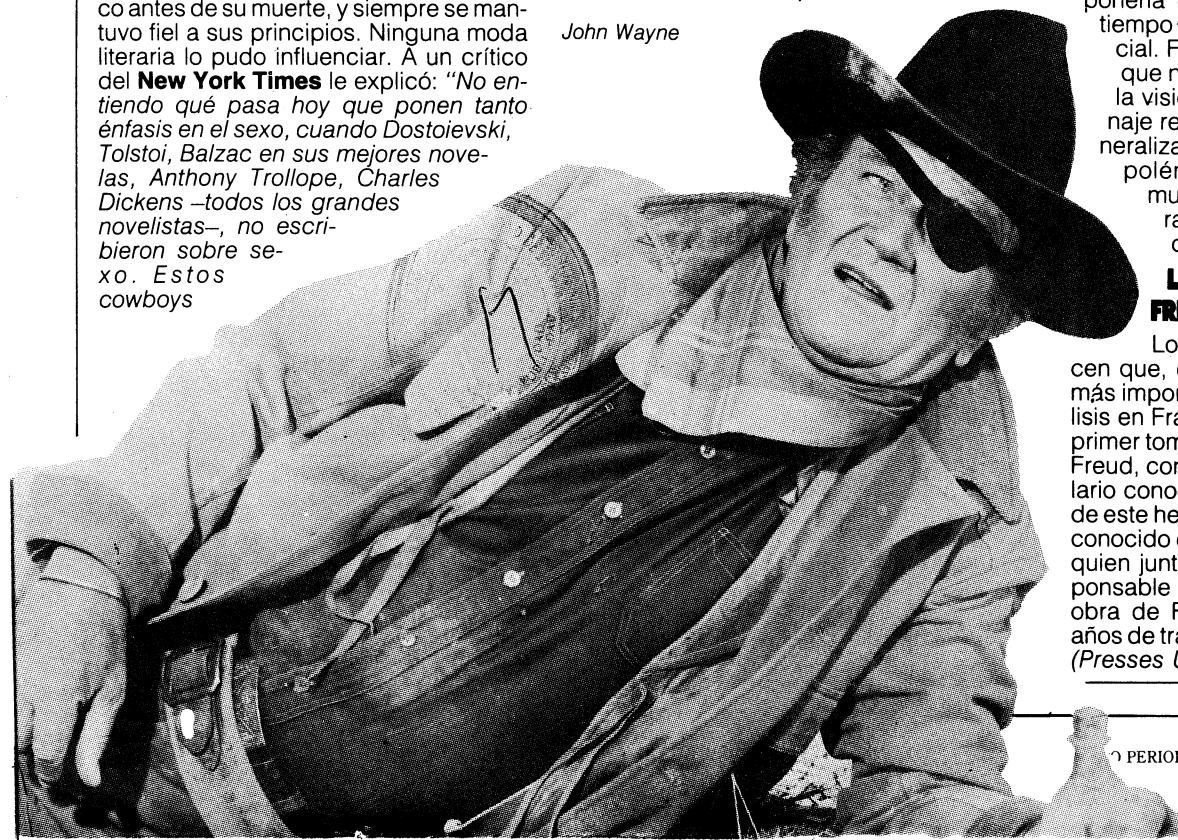 co antes de su muerte, y siempre se man-
tuvo fiel a sus principios. Ninguna moda
literaria lo pudo influenciar. A un crítico
del New York Times le explicó: "No en-
tiendo qué pasa hoy que ponen tanto
énfasis en el sexo, cuando Dostoievski,
Tolstoi, Balzac en sus mejores nove-
las, Anthony Trollope, Charles
Dickens –todos los grandes
novelistas–, no escri-
bieron sobre se-
xo. Estos
cowboys
John Wayne
tiempo
cial. F
que n
la visi
naje re
neraliza
polém
mu
ra
L
FR
Lo
cen que,
más impor
lisis en Fra
primer tom
Freud, con
lario cono
de este he
conocido
quien junt
ponsable
obra de F
años de tra
(Presses U
O PERIO